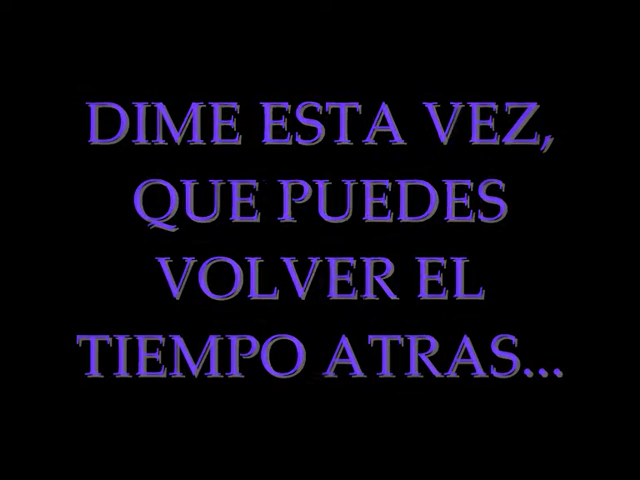 DIME ESTA VEZ,
QUE PUEDES
VOLVER EL
TIEMPO ATRAS...